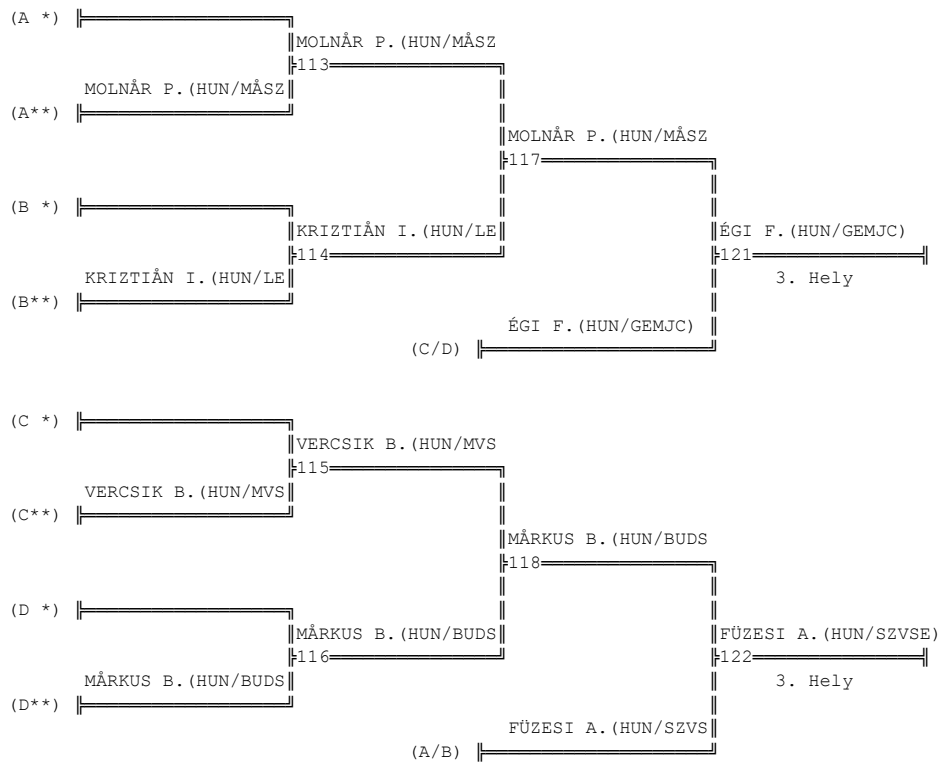 (A *)
MOLNÅR P.(HUN/MÅSZ
113
MOLNÅR P.(HUN/MÅSZ
(A**)
MOLNÅR P.(HUN/MÅSZ
117
(B *)
KRIZTIÅN I.(HUN/LE
ÉGI F.(HUN/GEMJC)
114
121
KRIZTIÅN I.(HUN/LE
3. Hely
(B**)
ÉGI F.(HUN/GEMJC)
(C/D)
(C *)
VERCSIK B.(HUN/MVS
115
VERCSIK B.(HUN/MVS
(C**)
MÅRKUS B.(HUN/BUDS
118
(D *)
MÅRKUS B.(HUN/BUDS
FÜZESI A.(HUN/SZVSE)
116
122
MÅRKUS B.(HUN/BUDS
3. Hely
(D**)
FÜZESI A.(HUN/SZVS
(A/B)